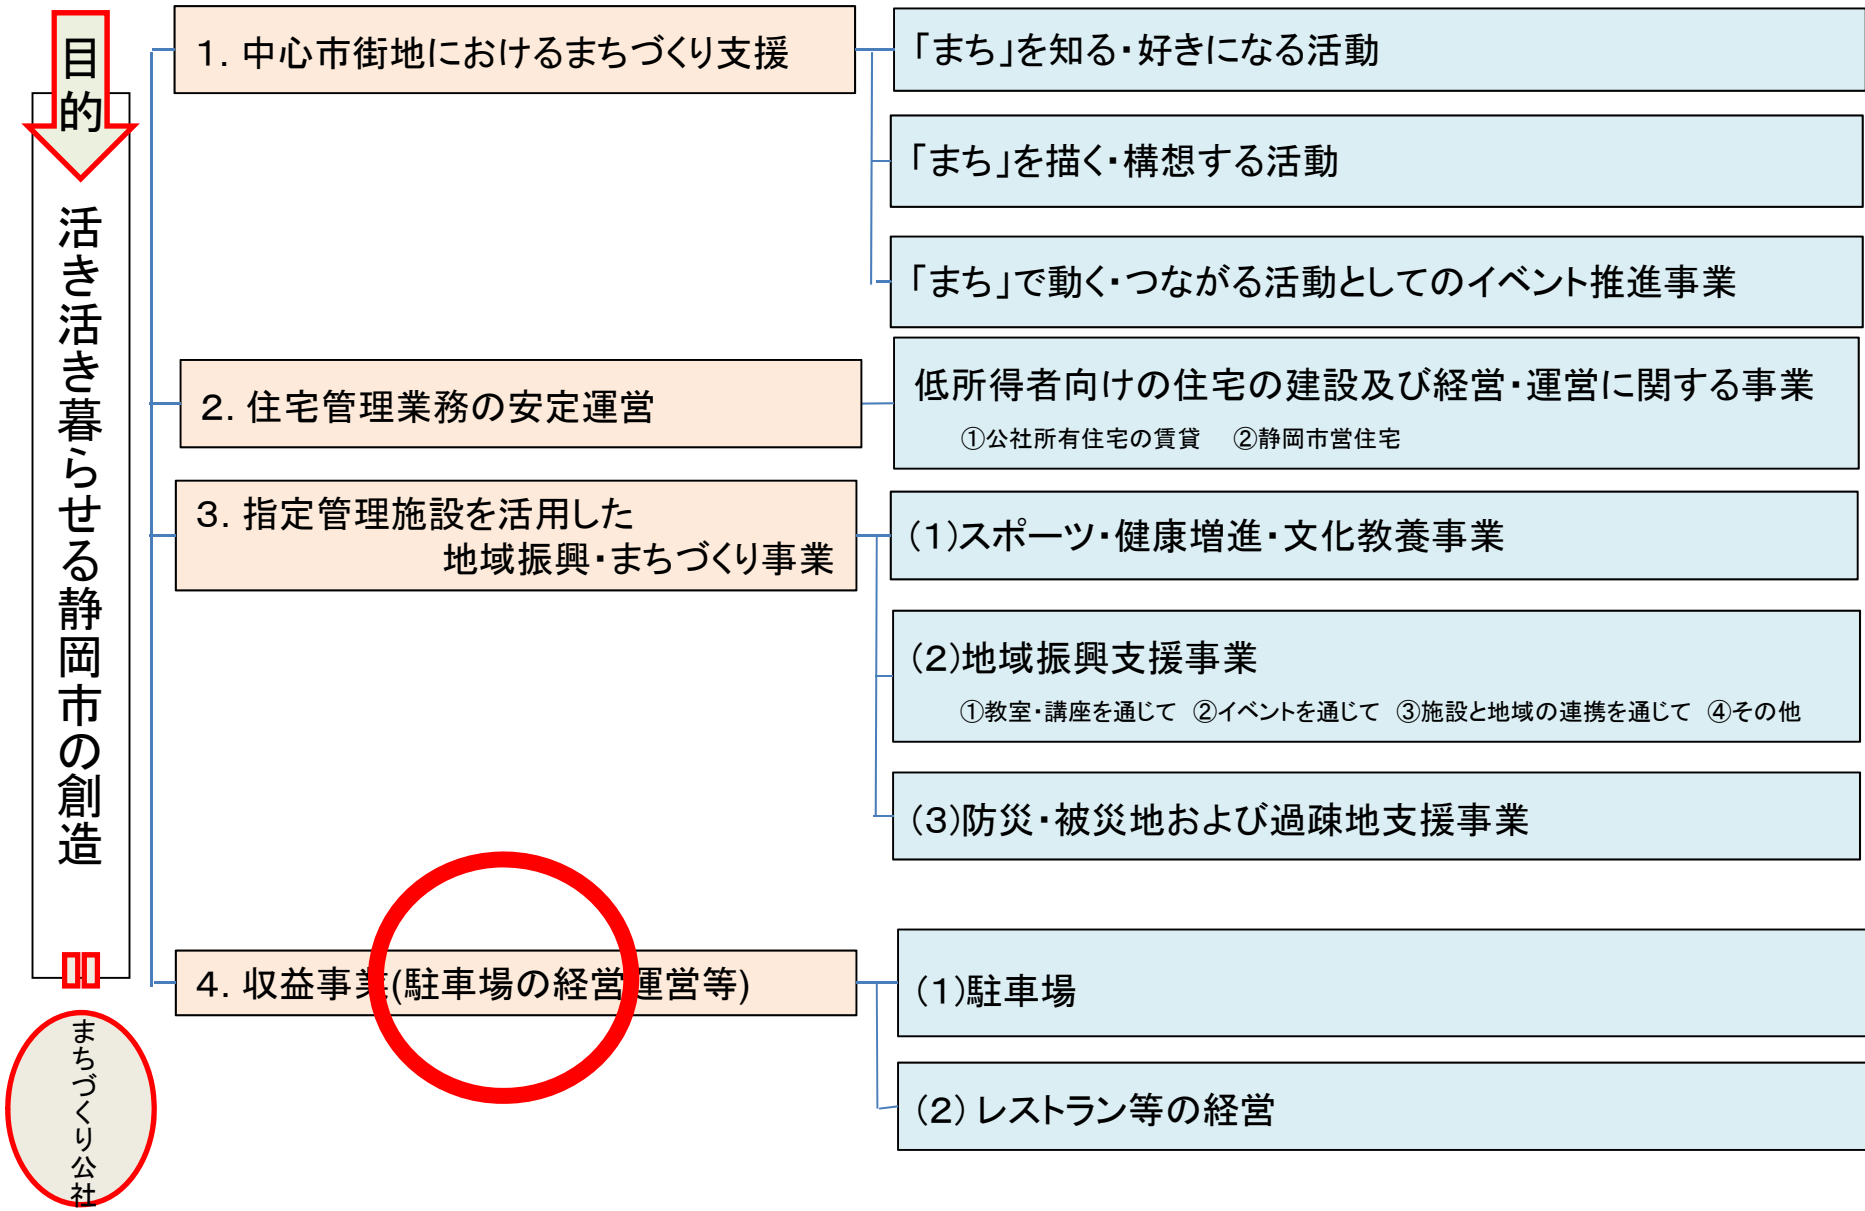 目的
活き活き暮らせる静岡市の創造
まちづくり公社
1. 中心市街地におけるまちづくり支援
「まち」を知る・好きになる活動
「まち」を描く・構想する活動
「まち」で動く・つながる活動としてのイベント推進事業
2. 住宅管理業務の安定運営
低所得者向けの住宅の建設及び経営・運営に関する事業
①公社所有住宅の賃貸 ②静岡市営住宅
3. 指定管理施設を活用した
地域振興・まちづくり事業
(1)スポーツ・健康増進・文化教養事業
(2)地域振興支援事業
①教室・講座を通じて ②イベントを通じて ③施設と地域の連携を通じて ④その他
(3)防災・被災地および過疎地支援事業
4. 収益事業(駐車場の経営運営等)
(1)駐車場
(2) レストラン等の経営